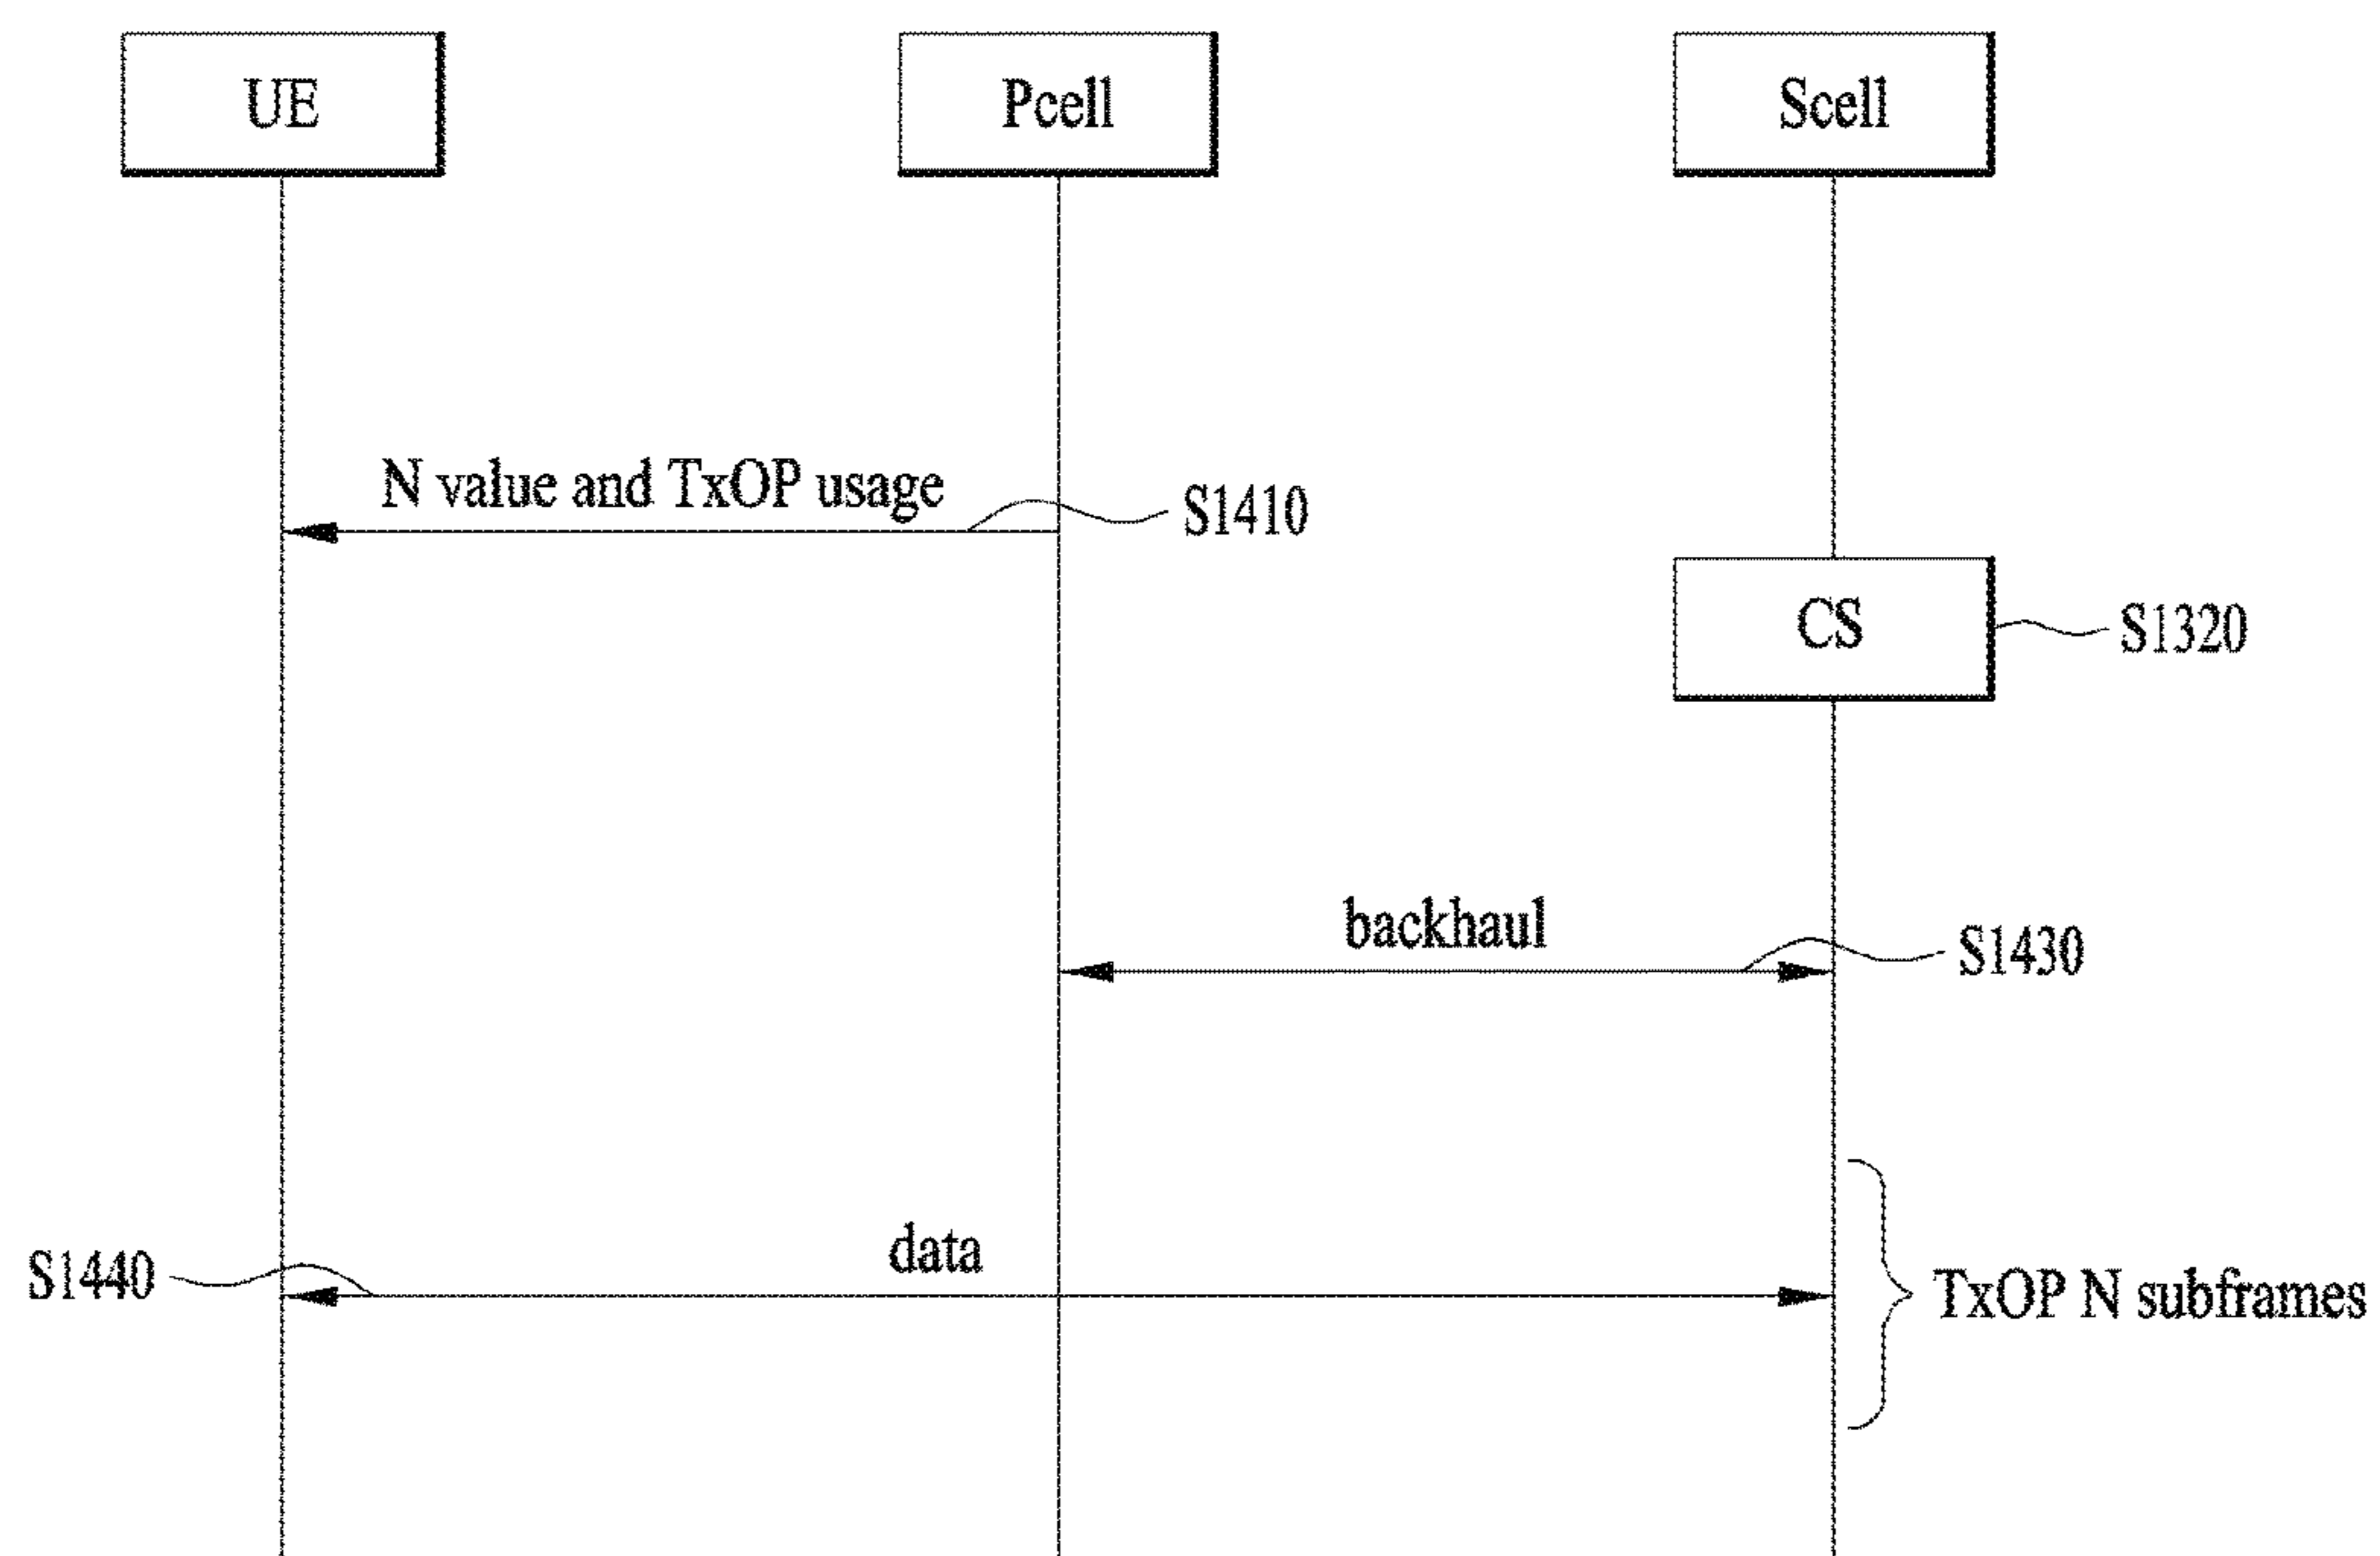 UE
Pcell
Scell
N value and TxOP usage
S1410
CS
S1320
backhaul
S1430
data
S1440
TxOP N subframes